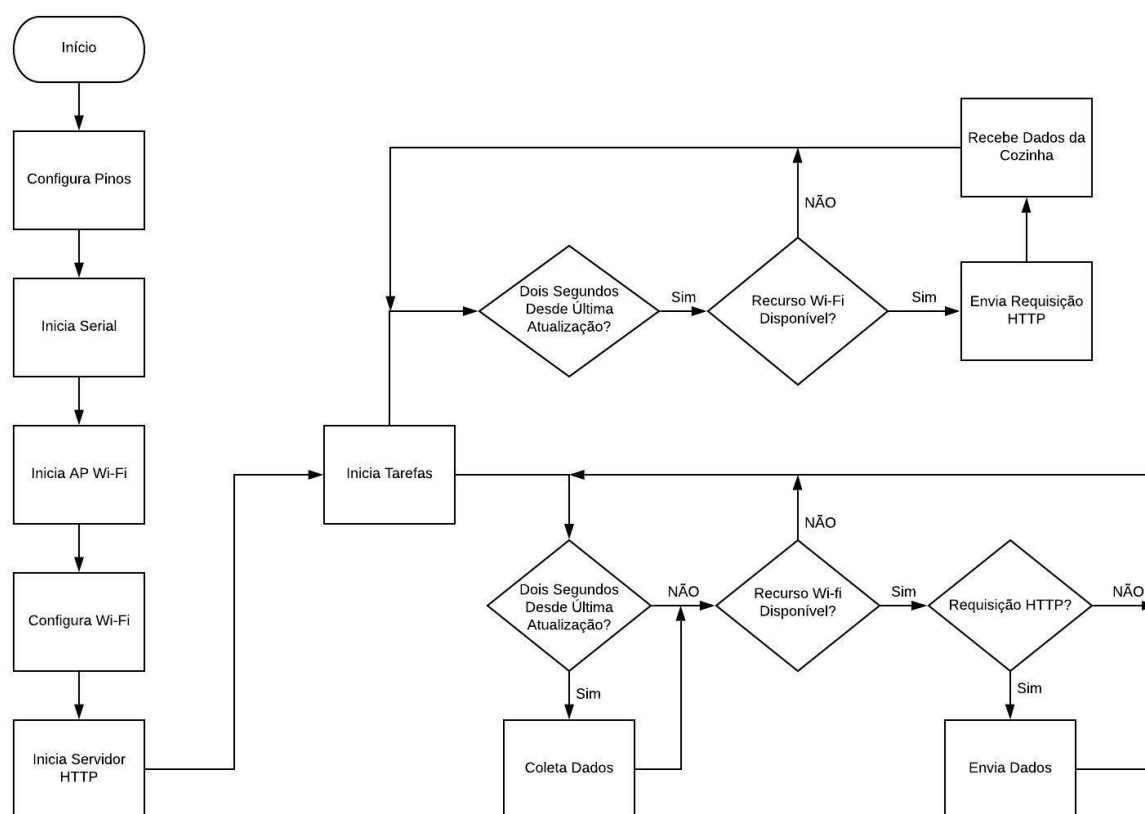 Início
Configura Pinos
Inicia Serial
Inicia AP Wi-Fi
Configura Wi-Fi
Inicia Servidor
HTTP
Inicia Tarefas
Recebe Dados da
Cozinha
NÃO
Dois Segundos
Desde Última
Atualização?
Sim
Recurso Wi-Fi
Disponível?
Sim
Envia Requisição
HTTP
NÃO
Dois Segundos
Desde Última
Atualização?
NÃO
Recurso Wi-fi
Disponível?
Sim
Requisição HTTP?
NÃO
Sim
Sim
Coleta Dados
Envia Dados